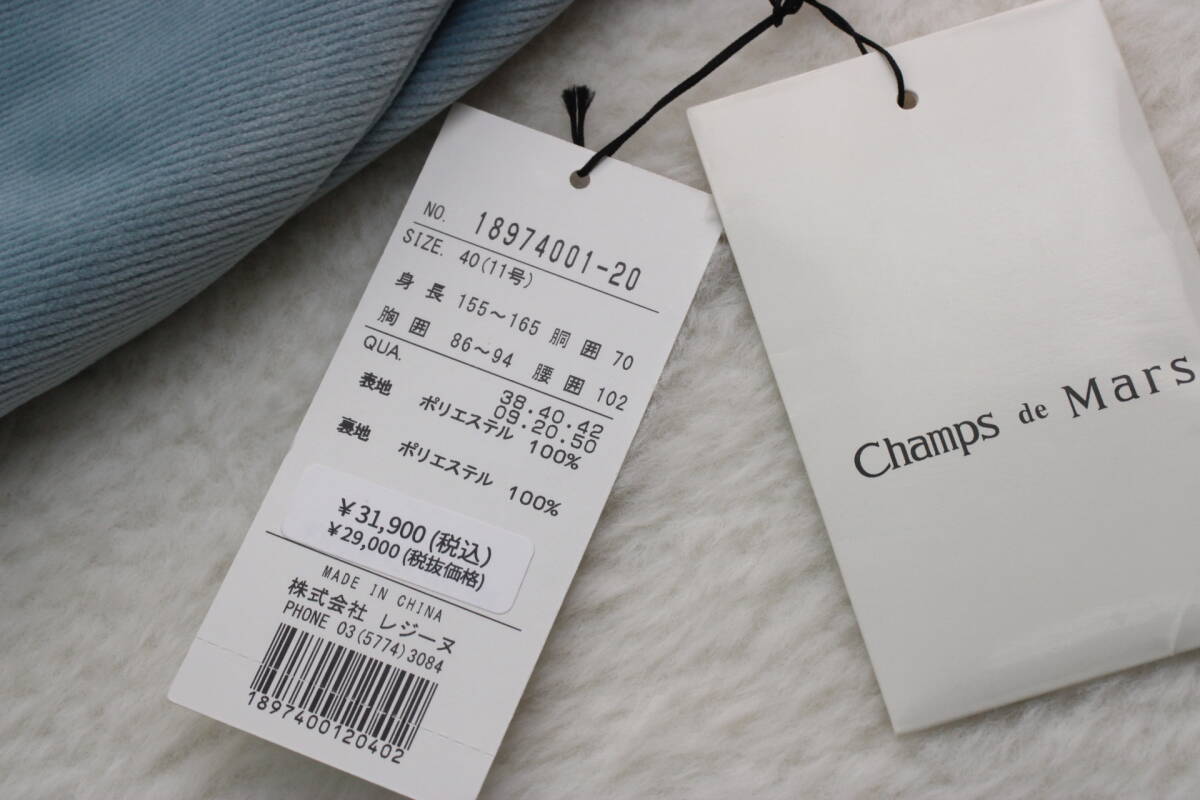 NO. 18974001-20
SIZE. 40(11号)
身長 155～165 胴囲 70
胸囲 86～94 腰囲 102
QUA. 38.40.42
09.20.50
表地 ポリエステル 100%
裏地 ポリエステル 100%
￥31,900(税込)
￥29,000(税抜価格)
MADE IN CHINA
株式会社 レジーヌ
PHONE 03(5774)3084
1897400120402
Champs de Mars